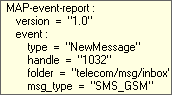 MAP-event-report :
version = "1.0"
event :
type = "NewMessage"
handle = "1032"
folder = "telecom/msg/inbox'
msg_type = "SMS_GSM"